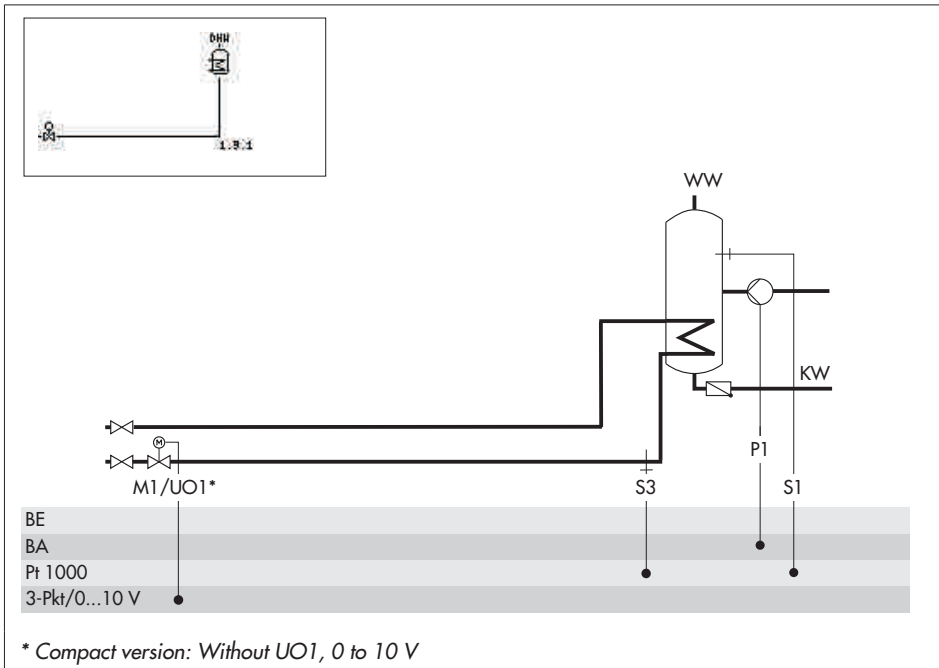 DHW
1.9.1
WW
KW
P1
M1/UO1*
S3
S1
BE
BA
Pt 1000
3-Pkt/0...10 V
M
* Compact version: Without UO1, 0 to 10 V